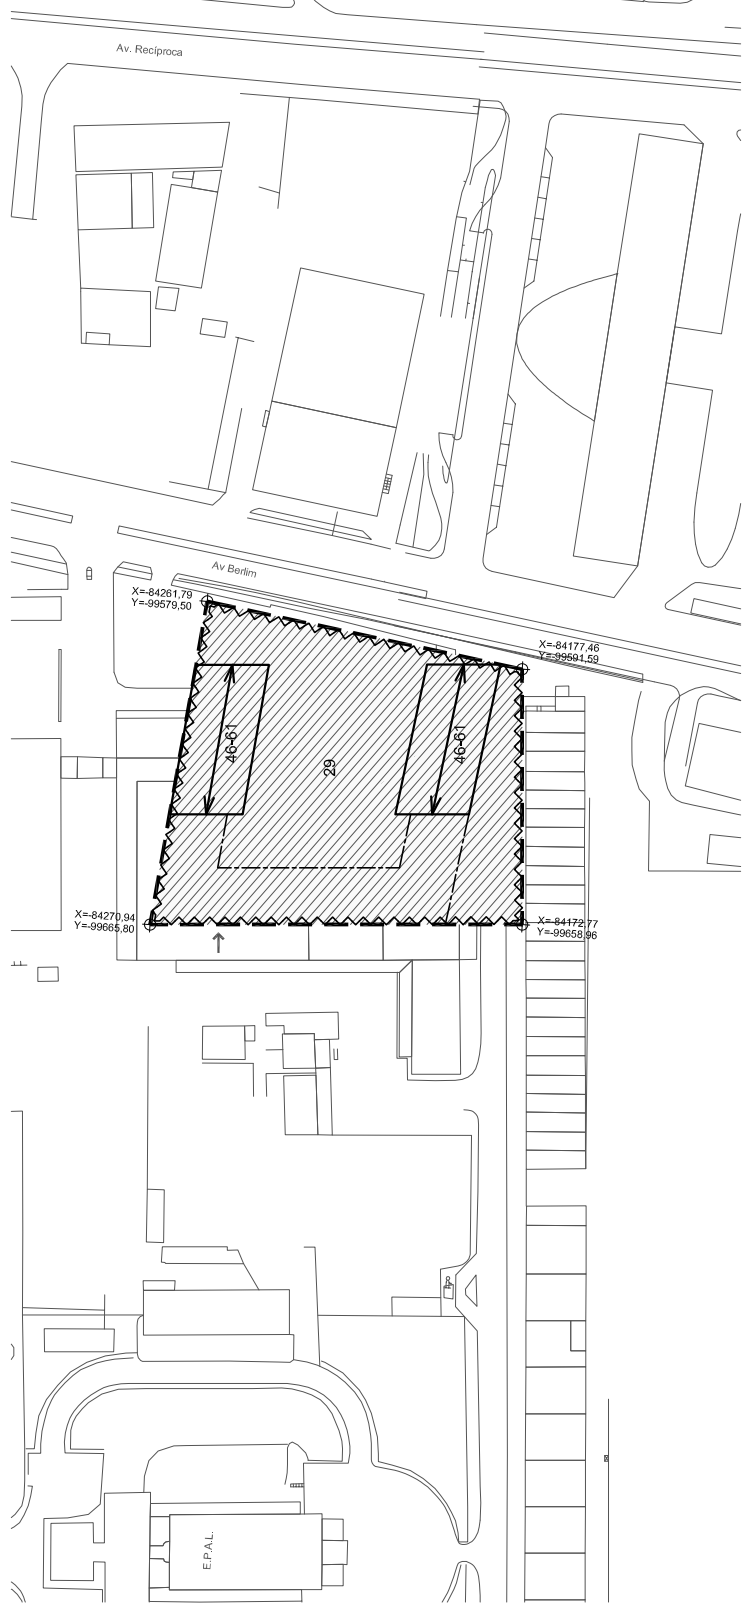 Av. Recíproca
Av Berlim
X=-84261,79
Y=-99579,50
X=-84177,46
Y=-99591,59
46-61
29
46-61
X=-84270,94
Y=-99665,80
X=-84172,77
Y=-99658,96
E.P.A.L.